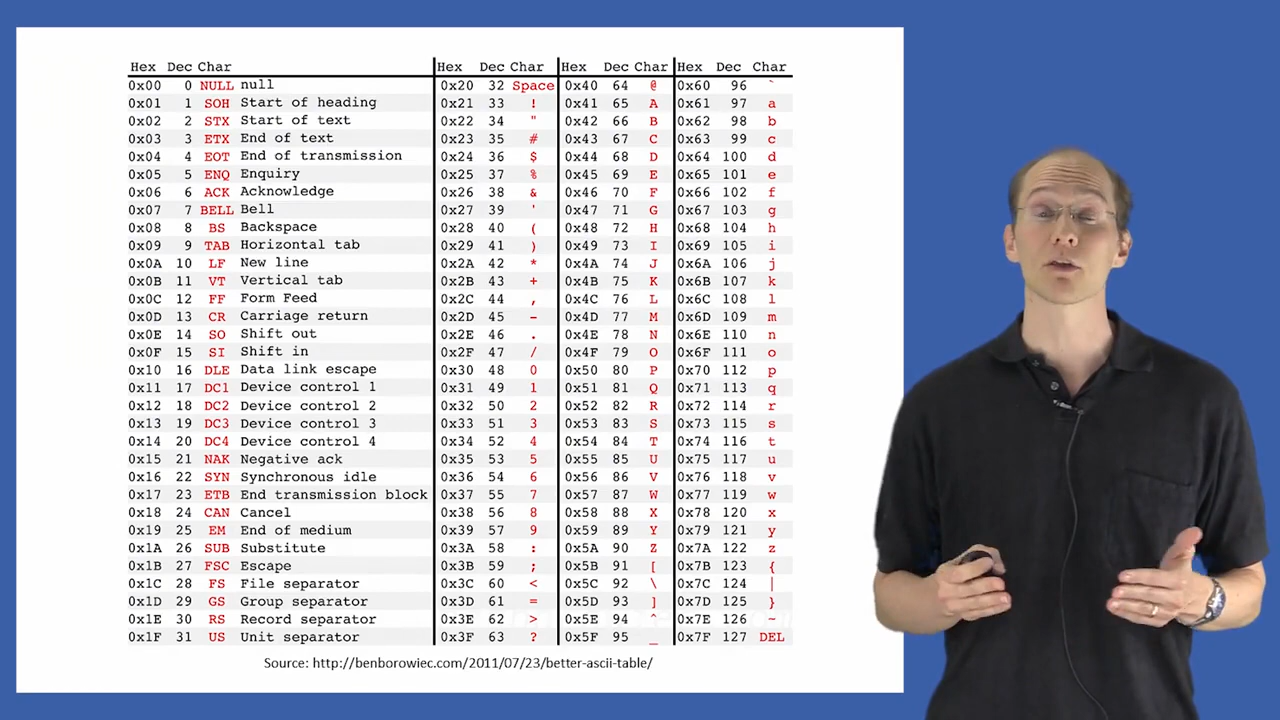 Hex Dec Char Hex Dec Char Hex Dec Char Hex Dec Char
0x00 0 NULL null 0x20 32 Space 0x40 64 @ 0x60 96 `
0x01 1 SOH Start of heading 0x21 33 ! 0x41 65 A 0x61 97 a
0x02 2 STX Start of text 0x22 34 " 0x42 66 B 0x62 98 b
0x03 3 ETX End of text 0x23 35 # 0x43 67 C 0x63 99 c
0x04 4 EOT End of transmission 0x24 36 $ 0x44 68 D 0x64 100 d
0x05 5 ENQ Enquiry 0x25 37 % 0x45 69 E 0x65 101 e
0x06 6 ACK Acknowledge 0x26 38 & 0x46 70 F 0x66 102 f
0x07 7 BELL Bell 0x27 39 ' 0x47 71 G 0x67 103 g
0x08 8 BS Backspace 0x28 40 ( 0x48 72 H 0x68 104 h
0x09 9 TAB Horizontal tab 0x29 41 ) 0x49 73 I 0x69 105 i
0x0A 10 LF New line 0x2A 42 * 0x4A 74 J 0x6A 106 j
0x0B 11 VT Vertical tab 0x2B 43 + 0x4B 75 K 0x6B 107 k
0x0C 12 FF Form Feed 0x2C 44 , 0x4C 76 L 0x6C 108 l
0x0D 13 CR Carriage return 0x2D 45 - 0x4D 77 M 0x6D 109 m
0x0E 14 SO Shift out 0x2E 46 . 0x4E 78 N 0x6E 110 n
0x0F 15 SI Shift in 0x2F 47 / 0x4F 79 O 0x6F 111 o
0x10 16 DLE Data link escape 0x30 48 0 0x50 80 P 0x70 112 p
0x11 17 DC1 Device control 1 0x31 49 1 0x51 81 Q 0x71 113 q
0x12 18 DC2 Device control 2 0x32 50 2 0x52 82 R 0x72 114 r
0x13 19 DC3 Device control 3 0x33 51 3 0x53 83 S 0x73 115 s
0x14 20 DC4 Device control 4 0x34 52 4 0x54 84 T 0x74 116 t
0x15 21 NAK Negative ack 0x35 53 5 0x55 85 U 0x75 117 u
0x16 22 SYN Synchronous idle 0x36 54 6 0x56 86 V 0x76 118 v
0x17 23 ETB End transmission block 0x37 55 7 0x57 87 W 0x77 119 w
0x18 24 CAN Cancel 0x38 56 8 0x58 88 X 0x78 120 x
0x19 25 EM End of medium 0x39 57 9 0x59 89 Y 0x79 121 y
0x1A 26 SUB Substitute 0x3A 58 : 0x5A 90 Z 0x7A 122 z
0x1B 27 FSC Escape 0x3B 59 ; 0x5B 91 [ 0x7B 123 {
0x1C 28 FS File separator 0x3C 60 < 0x5C 92 \ 0x7C 124 |
0x1D 29 GS Group separator 0x3D 61 = 0x5D 93 ] 0x7D 125 }
0x1E 30 RS Record separator 0x3E 62 > 0x5E 94 ^ 0x7E 126 ~
0x1F 31 US Unit separator 0x3F 63 ? 0x5F 95 _ 0x7F 127 DEL
Source: http://benborowiec.com/2011/07/23/better-ascii-table/